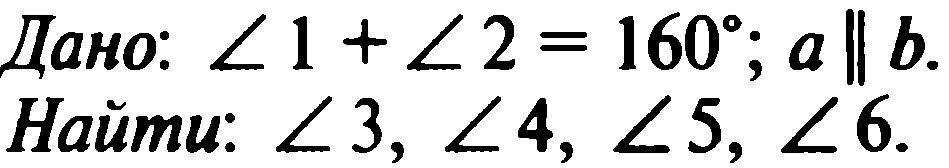 Дано: ∠1 + ∠2 = 160°; a ∥ b.
Найти: ∠3, ∠4, ∠5, ∠6.